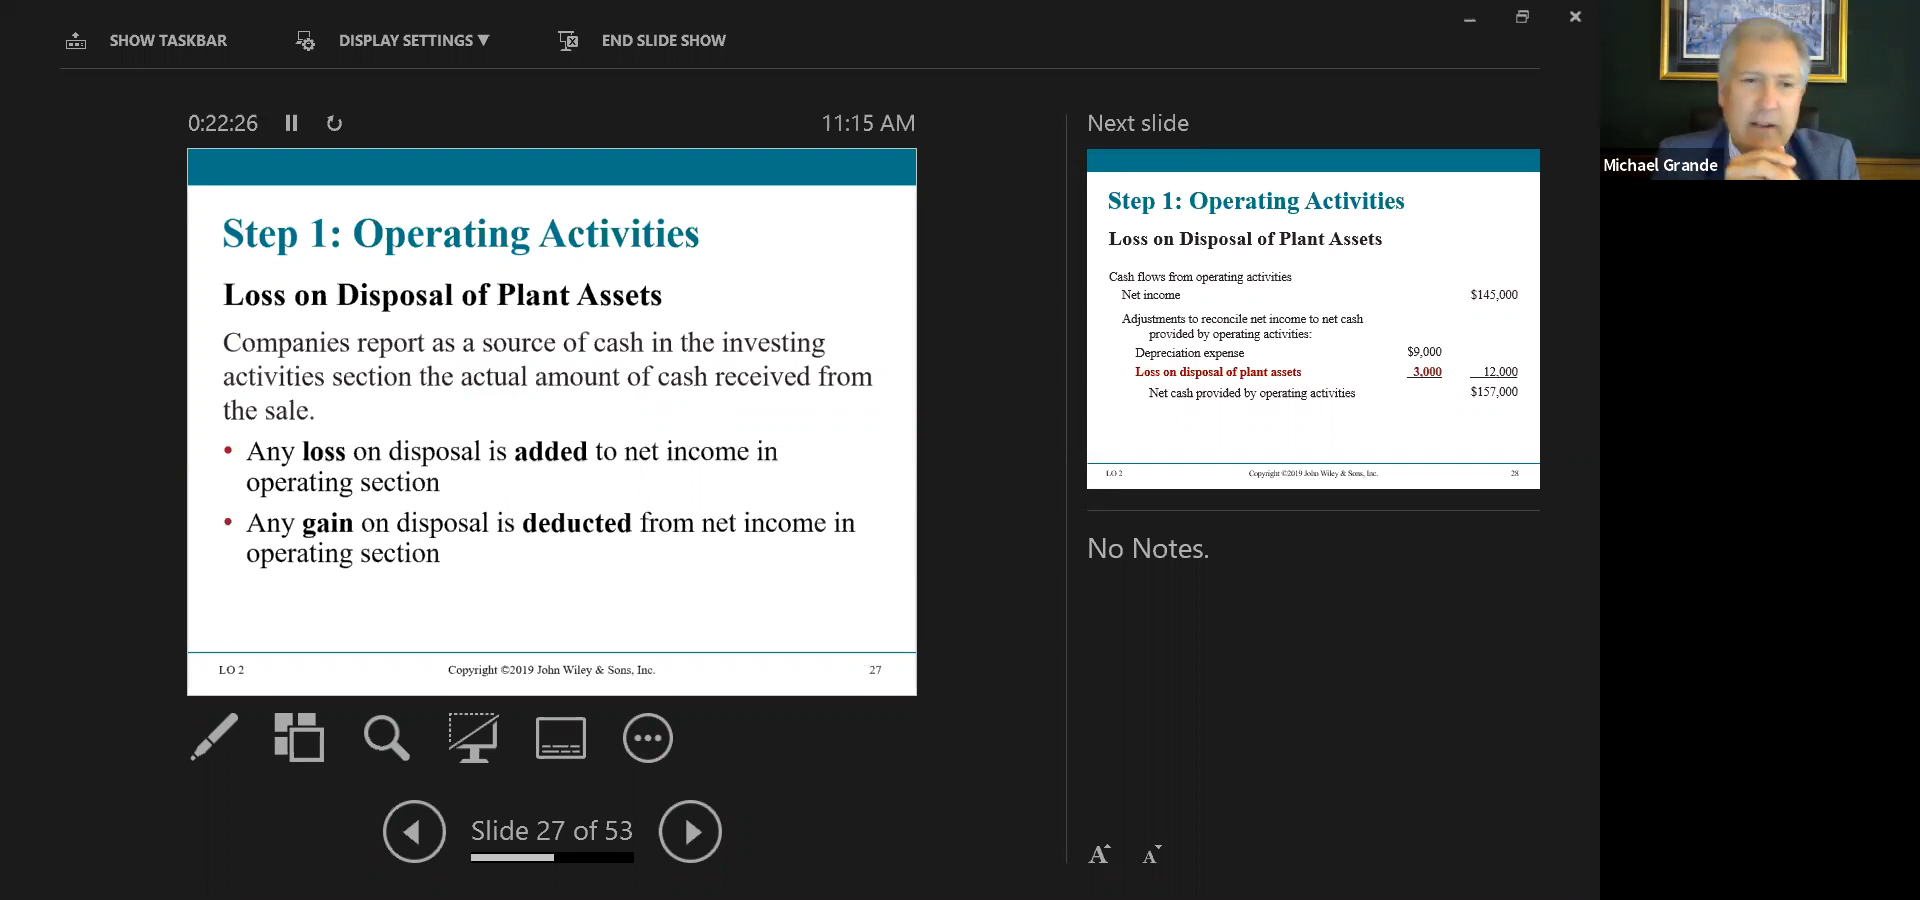 SHOW TASKBAR
DISPLAY SETTINGS ▼
END SLIDE SHOW
0:22:26
11:15 AM
Step 1: Operating Activities
Loss on Disposal of Plant Assets
Companies report as a source of cash in the investing
activities section the actual amount of cash received from
the sale.
• Any loss on disposal is added to net income in
operating section
• Any gain on disposal is deducted from net income in
operating section
LO 2 Copyright ©2019 John Wiley & Sons, Inc. 27
Slide 27 of 53
Next slide
Step 1: Operating Activities
Loss on Disposal of Plant Assets
Cash flows from operating activities
Net income $145,000
Adjustments to reconcile net income to net cash
provided by operating activities:
Depreciation expense $9,000
Loss on disposal of plant assets 3,000 12,000
Net cash provided by operating activities $157,000
LO 2 Copyright ©2019 John Wiley & Sons, Inc. 28
No Notes.
A A
Michael Grande